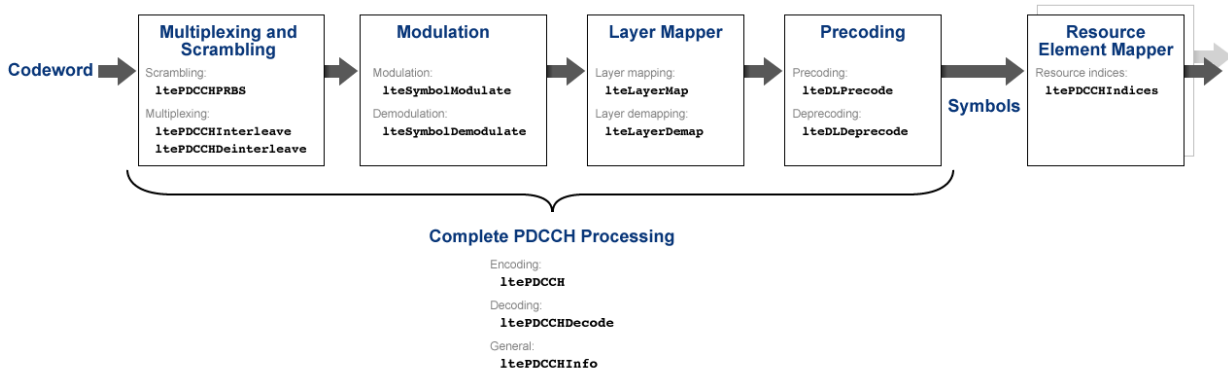 Codeword
Multiplexing and
Scrambling
Scrambling:
ltePDCCHPRBS
Multiplexing:
ltePDCCHInterleave
ltePDCCHDeinterleave
Modulation
Modulation:
lteSymbolModulate
Demodulation:
lteSymbolDemodulate
Layer Mapper
Layer mapping:
lteLayerMap
Layer demapping:
lteLayerDemap
Precoding
Precoding:
lteDLPrecode
Deprecoding:
lteDLDeprecode
Symbols
Resource
Element Mapper
Resource indices:
ltePDCCHIndices
Complete PDCCH Processing
Encoding:
ltePDCCH
Decoding:
ltePDCCHDecode
General:
ltePDCCHInfo